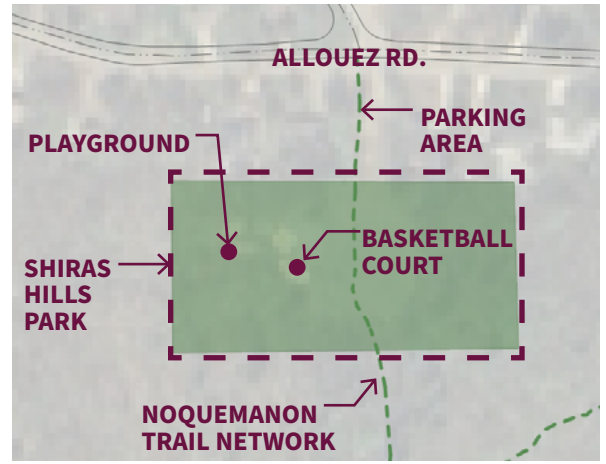 ALLOUEZ RD.
PARKING
AREA
PLAYGROUND
BASKETBALL
COURT
SHIRAS
HILLS
PARK
NOQUEMANON
TRAIL NETWORK